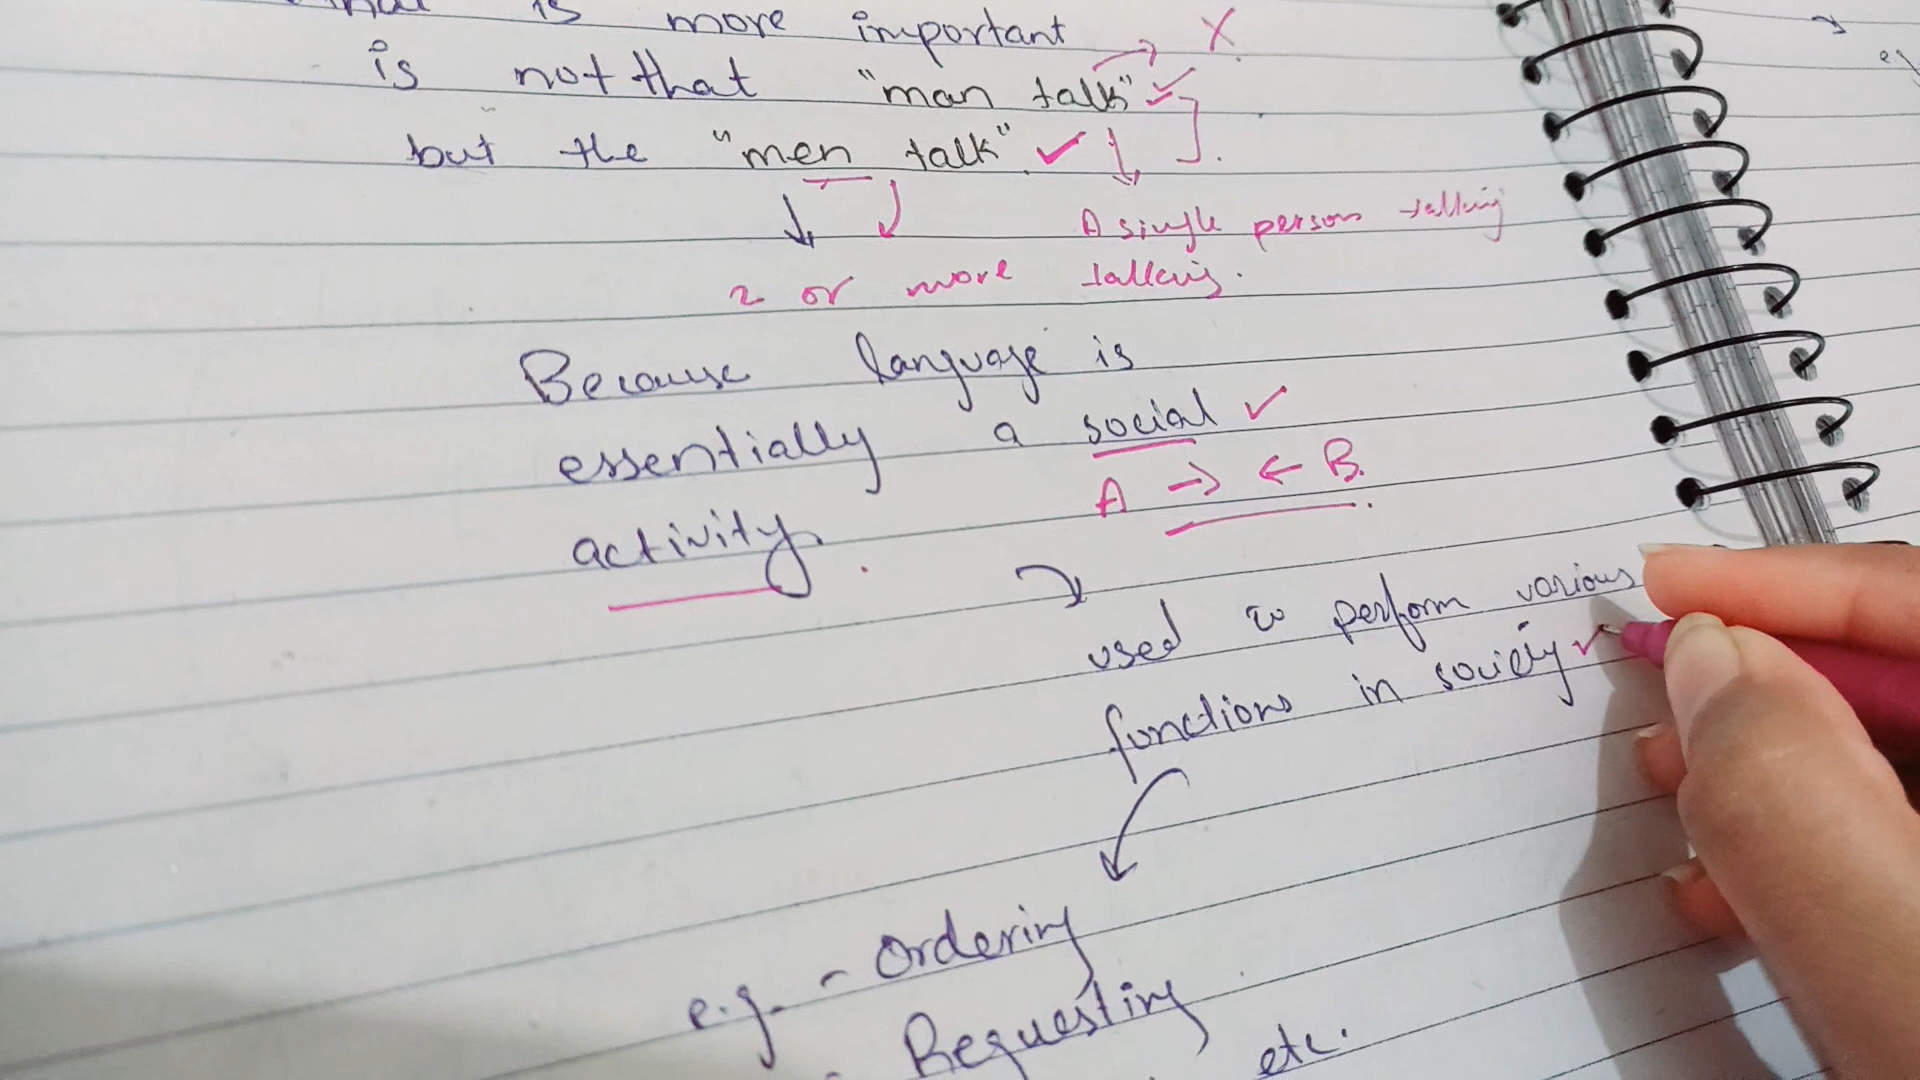 is more important X
is not that "man talk"
but the "men talk"
A single person talking
2 or more talking.
Because language is
essentially a social
A → ← B.
activity.
used to perform various
functions in society
e.g. - Ordering
- Requesting
etc.